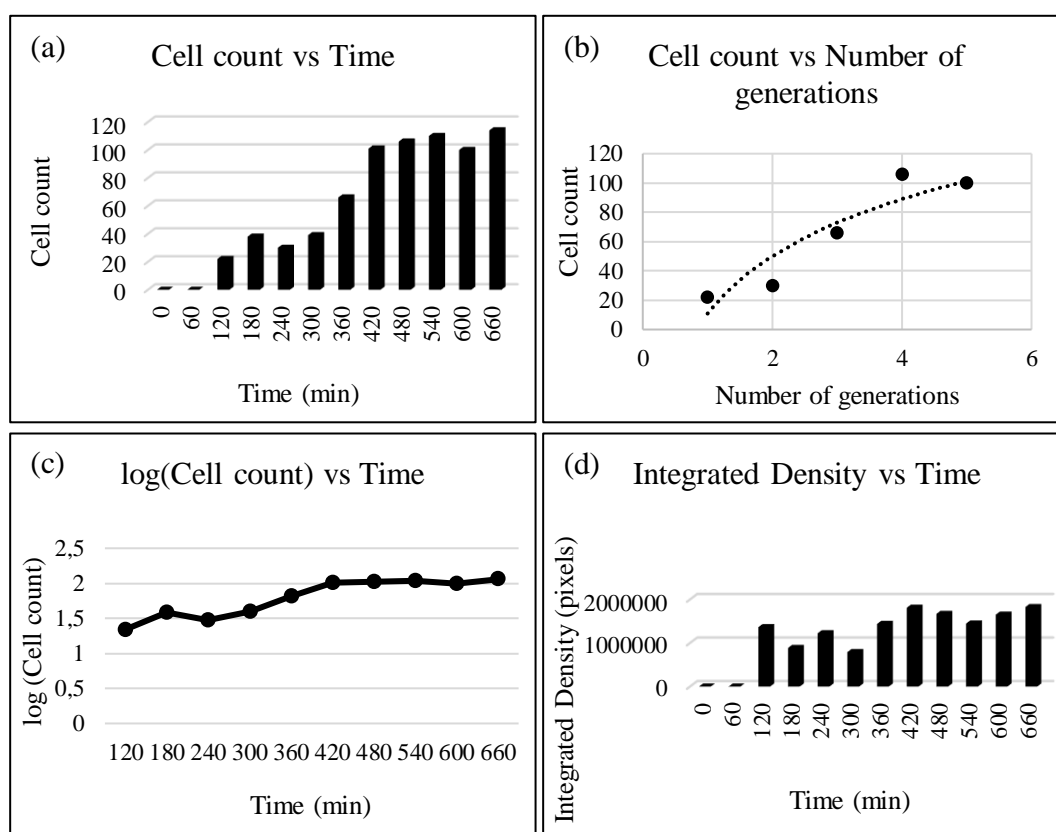 (a)
Cell count vs Time
Cell count
120
100
80
60
40
20
0
0 60 120 180 240 300 360 420 480 540 600 660
Time (min)
(b)
Cell count vs Number of
generations
Cell count
120
100
80
60
40
20
0
0 2 4 6
Number of generations
(c)
log(Cell count) vs Time
log (Cell count)
2,5
2
1,5
1
0,5
0
120 180 240 300 360 420 480 540 600 660
Time (min)
(d)
Integrated Density vs Time
Integrated Density (pixels)
2000000
1000000
0
0 60 120 180 240 300 360 420 480 540 600 660
Time (min)